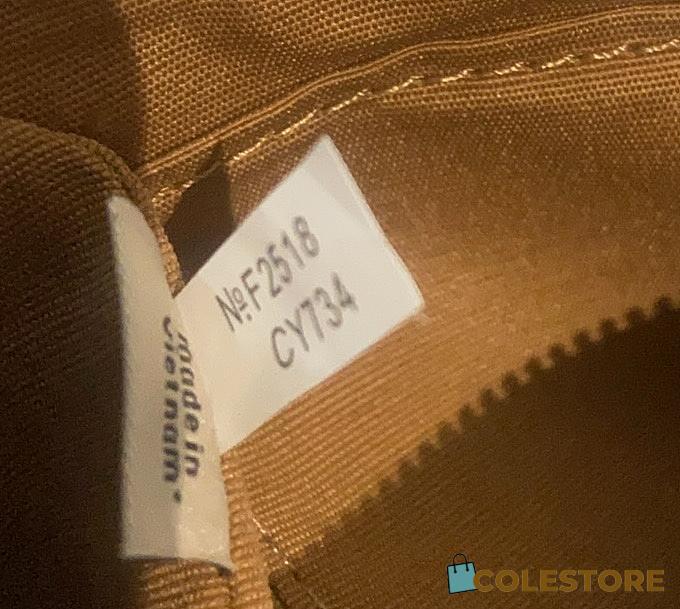 №F2518
CY734
made in
Vietnam
COLESTORE